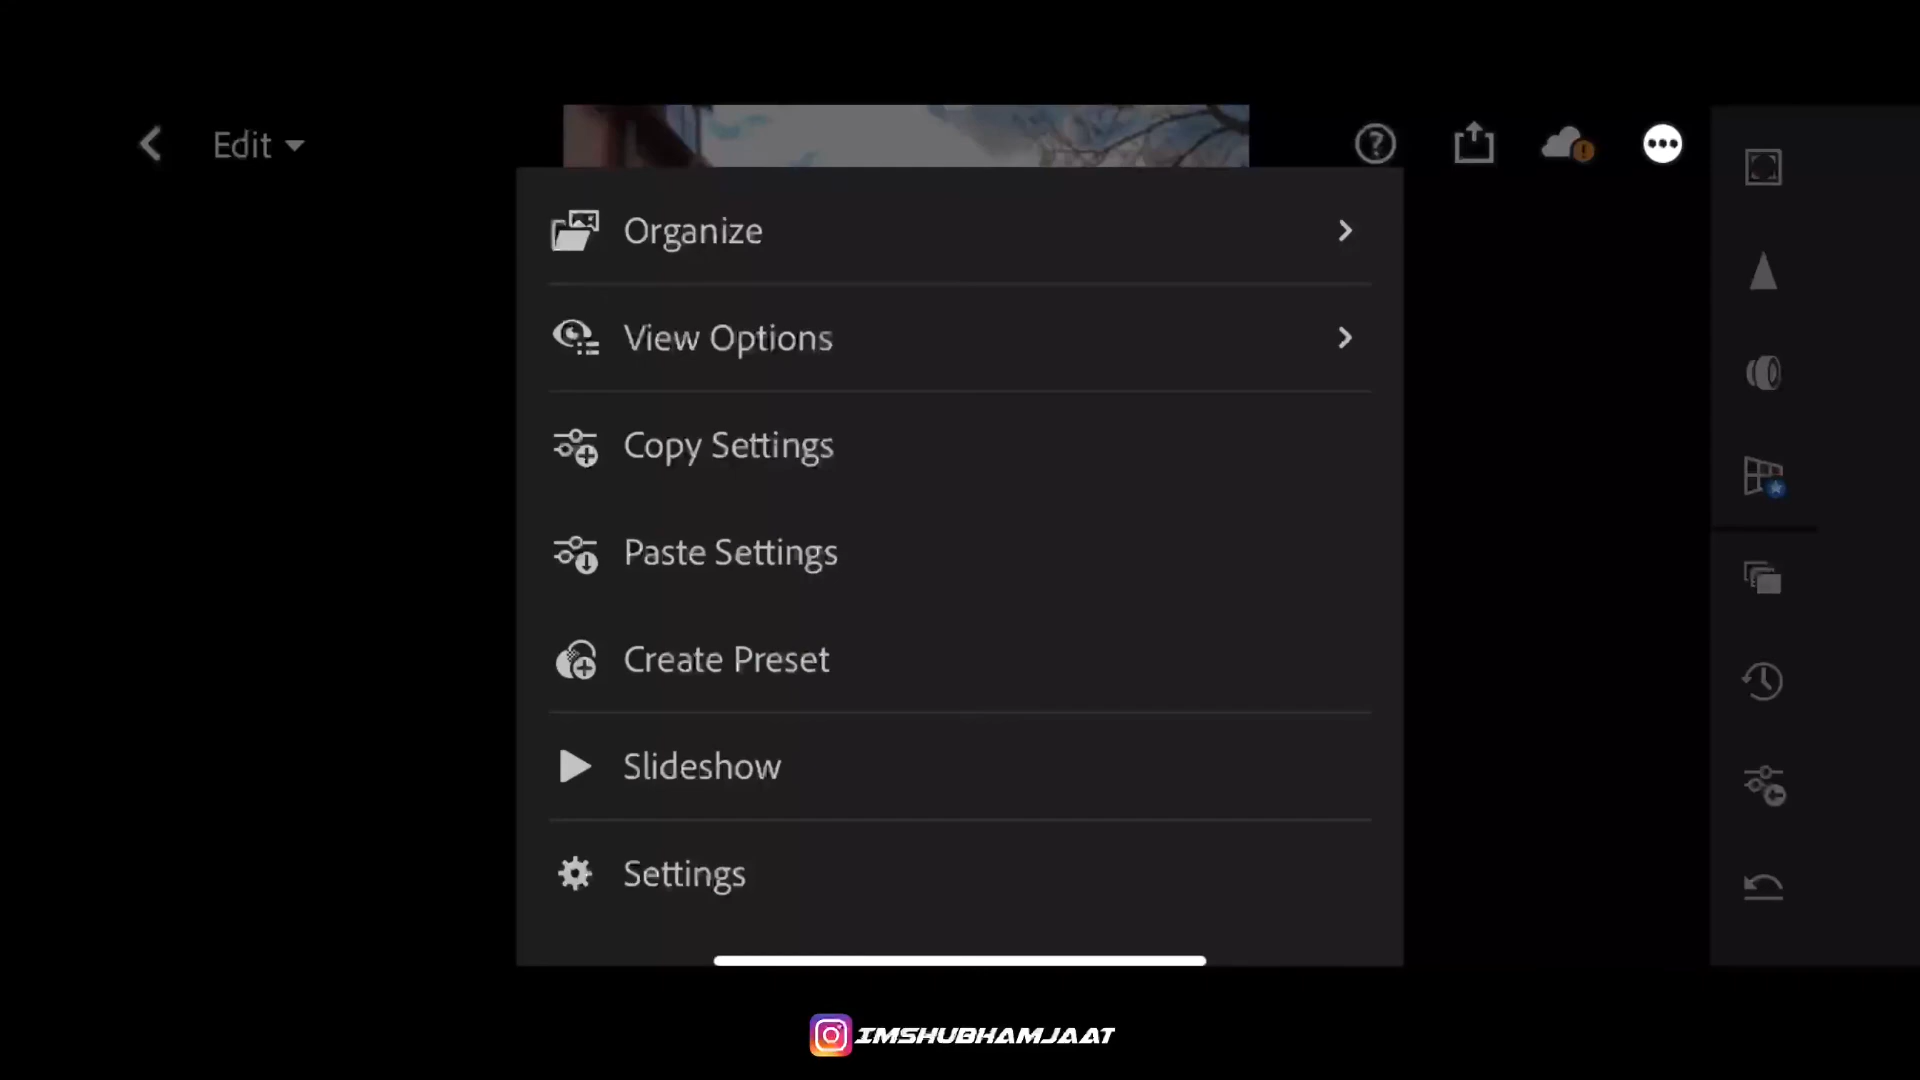 Edit
Organize
View Options
Copy Settings
Paste Settings
Create Preset
Slideshow
Settings
IMSHUBHAMJAAT